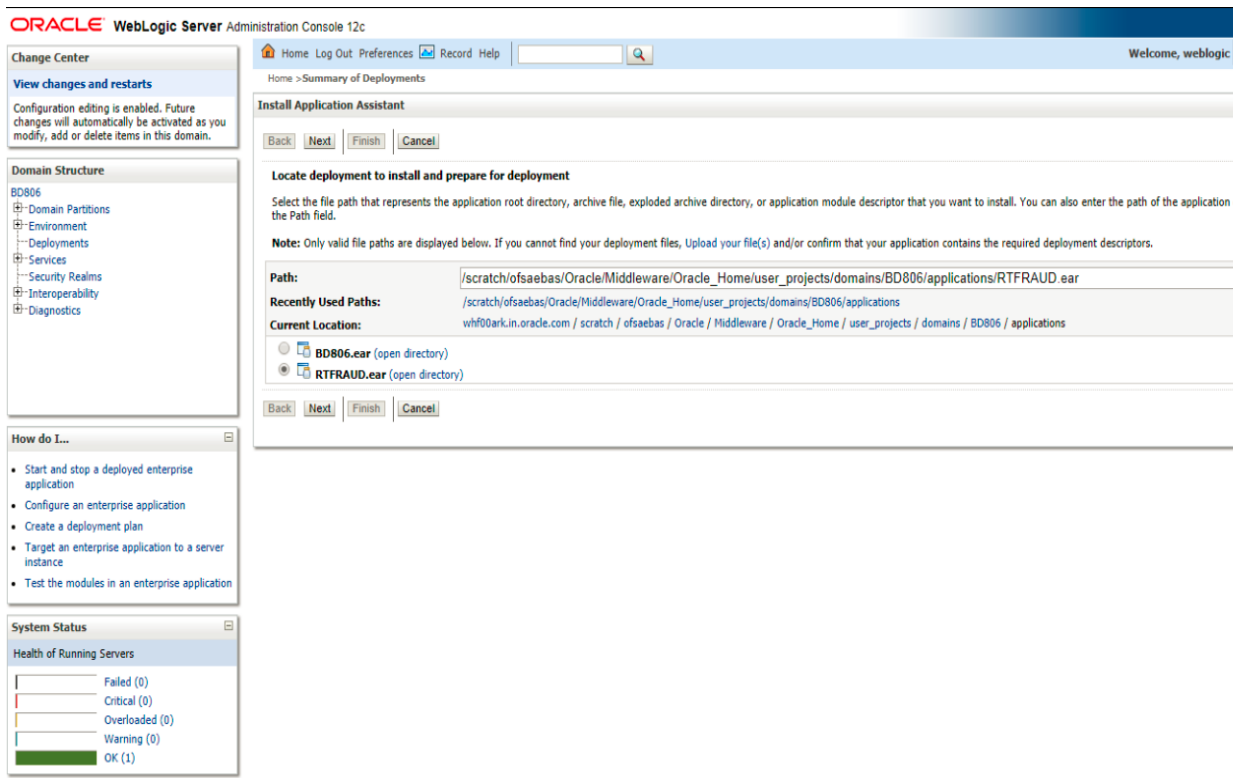 ORACLE WebLogic Server Administration Console 12c
Change Center
View changes and restarts
Configuration editing is enabled. Future
changes will automatically be activated as you
modify, add or delete items in this domain.
Domain Structure
BD806
Domain Partitions
Environment
Deployments
Services
Security Realms
Interoperability
Diagnostics
How do I...
Start and stop a deployed enterprise
application
Configure an enterprise application
Create a deployment plan
Target an enterprise application to a server
instance
Test the modules in an enterprise application
System Status
Health of Running Servers
Failed (0)
Critical (0)
Overloaded (0)
Warning (0)
OK (1)
Home Log Out Preferences Record Help
Welcome, weblogic
Home >Summary of Deployments
Install Application Assistant
Back Next Finish Cancel
Locate deployment to install and prepare for deployment
Select the file path that represents the application root directory, archive file, exploded archive directory, or application module descriptor that you want to install. You can also enter the path of the application
the Path field.
Note: Only valid file paths are displayed below. If you cannot find your deployment files, Upload your file(s) and/or confirm that your application contains the required deployment descriptors.
Path: /scratch/ofsaebas/Oracle/Middleware/Oracle_Home/user_projects/domains/BD806/applications/RTFRAUD.ear
Recently Used Paths: /scratch/ofsaebas/Oracle/Middleware/Oracle_Home/user_projects/domains/BD806/applications
Current Location: whf00ark.in.oracle.com / scratch / ofsaebas / Oracle / Middleware / Oracle_Home / user_projects / domains / BD806 / applications
BD806.ear (open directory)
RTFRAUD.ear (open directory)
Back Next Finish Cancel